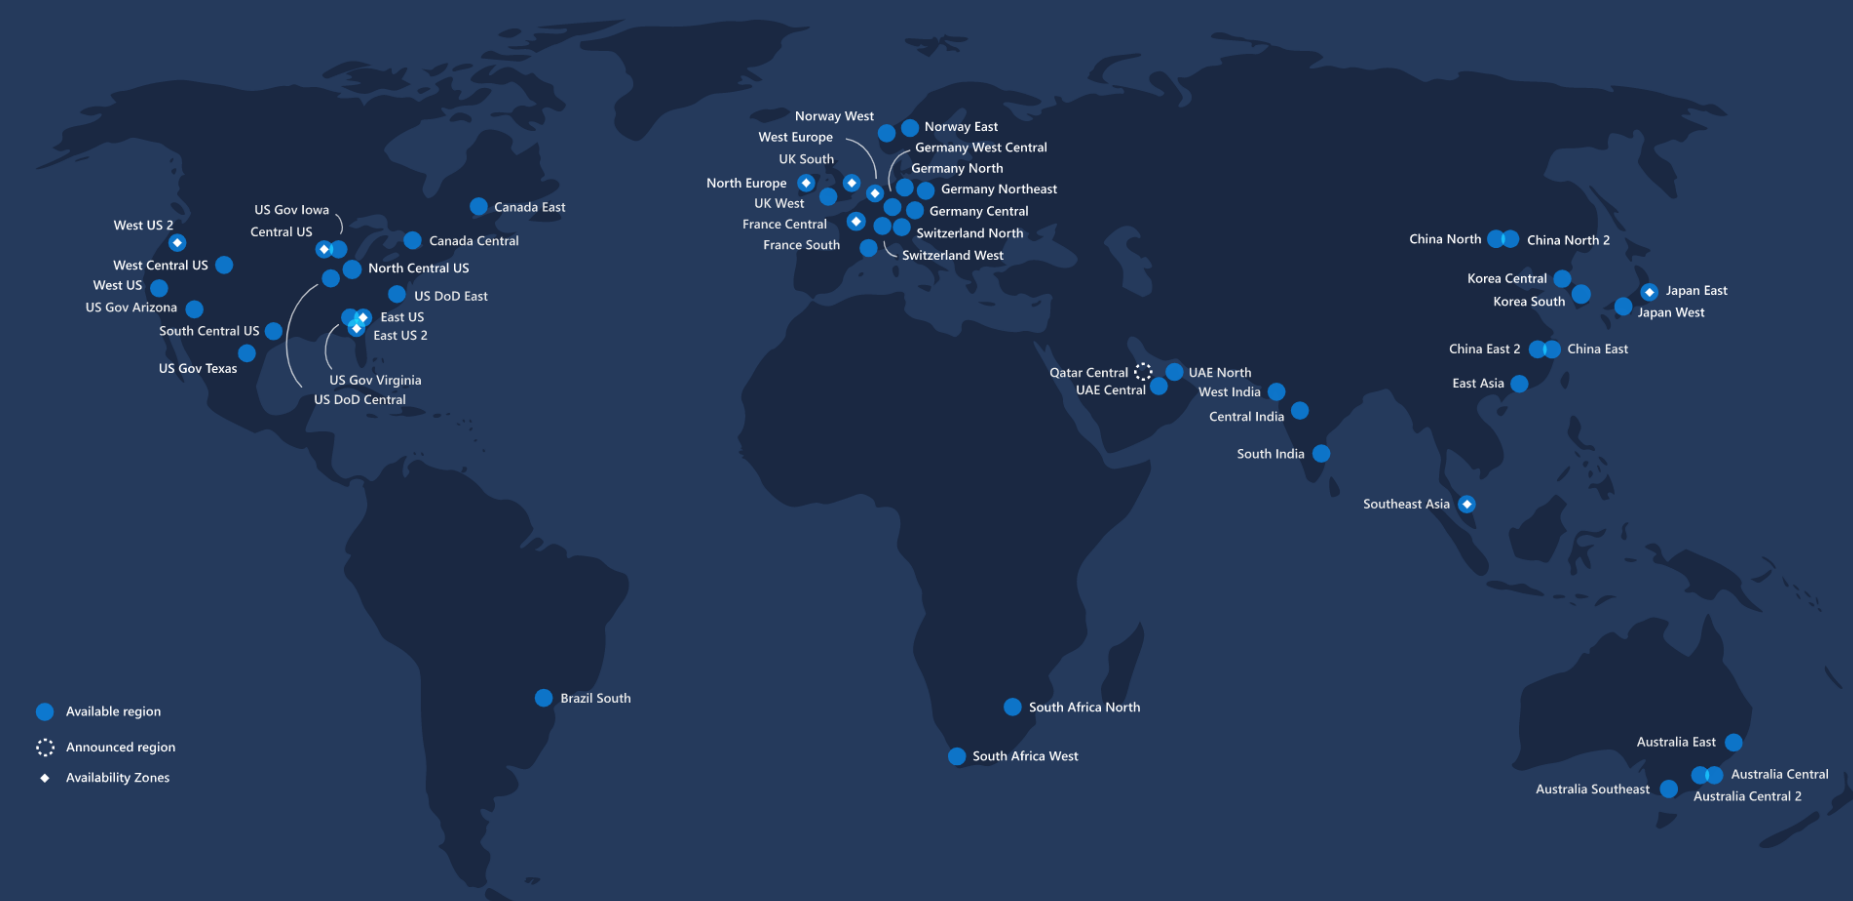 Norway West
Norway East
West Europe
Germany West Central
UK South
Germany North
North Europe
Germany Northeast
UK West
Germany Central
France Central
Switzerland North
France South
Switzerland West
US Gov Iowa
Canada East
West US 2
Central US
Canada Central
West Central US
North Central US
West US
US DoD East
US Gov Arizona
East US
South Central US
East US 2
US Gov Texas
US Gov Virginia
US DoD Central
China North
China North 2
Korea Central
Japan East
Korea South
Japan West
China East 2
China East
Qatar Central
UAE North
UAE Central
West India
East Asia
Central India
South India
Southeast Asia
Brazil South
South Africa North
South Africa West
Australia East
Australia Central
Australia Southeast
Australia Central 2
Available region
Announced region
Availability Zones